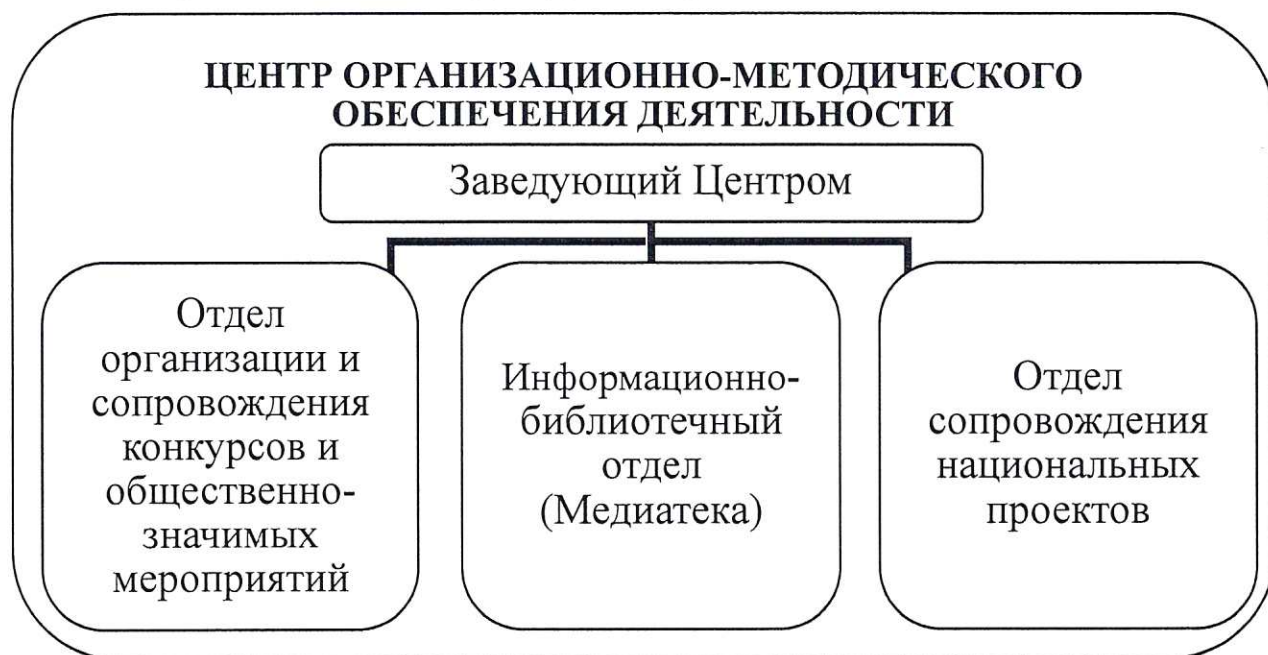 ЦЕНТР ОРГАНИЗАЦИОННО-МЕТОДИЧЕСКОГО
ОБЕСПЕЧЕНИЯ ДЕЯТЕЛЬНОСТИ
Заведующий Центром
Отдел
организации и
сопровождения
конкурсов и
общественно-
значимых
мероприятий
Информационно-
библиотечный
отдел
(Медиатека)
Отдел
сопровождения
национальных
проектов